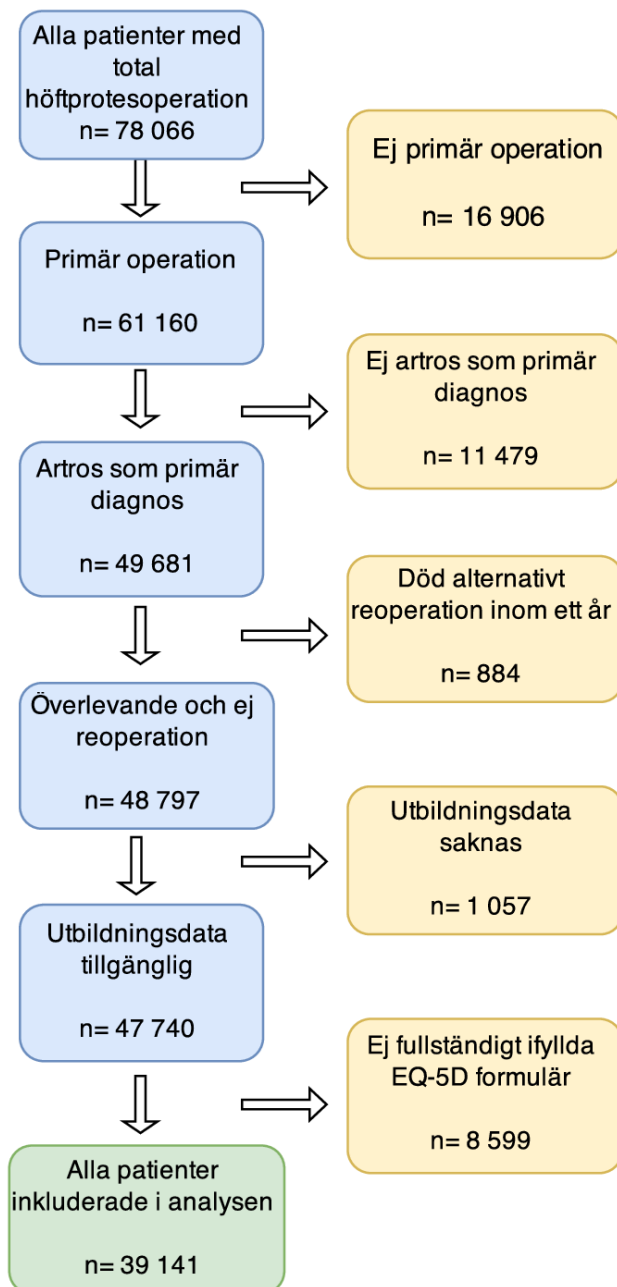 Alla patienter med
total
höftprotesoperation
n= 78 066
Ej primär operation
n= 16 906
Primär operation
n= 61 160
Ej artros som primär
diagnos
n= 11 479
Artros som primär
diagnos
n= 49 681
Död alternativt
reoperation inom ett år
n= 884
Överlevande och ej
reoperation
n= 48 797
Utbildningsdata
saknas
n= 1 057
Utbildningsdata
tillgänglig
n= 47 740
Ej fullständigt ifyllda
EQ-5D formulär
n= 8 599
Alla patienter
inkluderade i analysen
n= 39 141